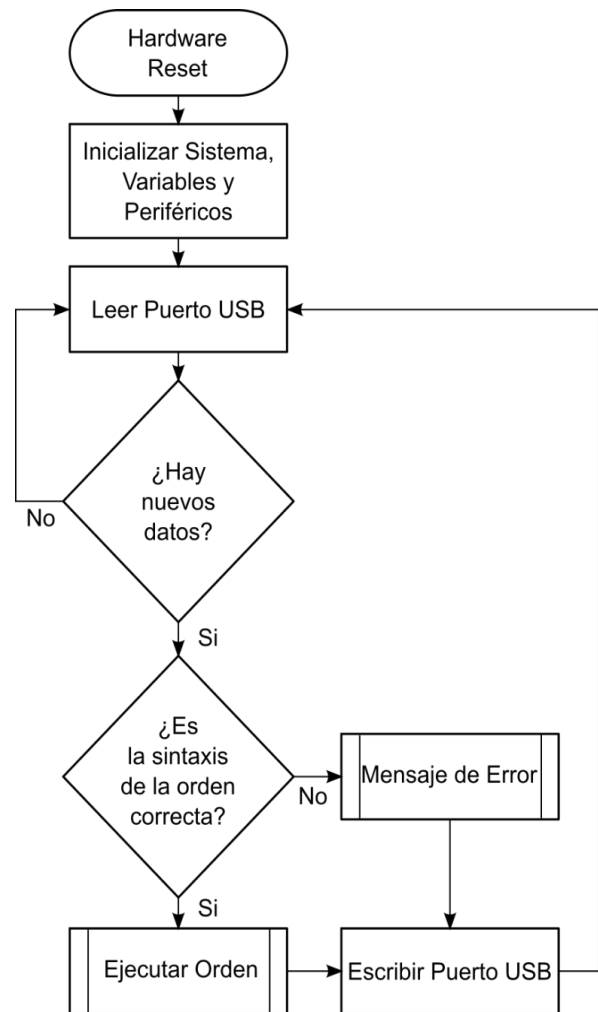 Hardware
Reset
Inicializar Sistema,
Variables y
Periféricos
Leer Puerto USB
¿Hay
nuevos
datos?
No
Si
¿Es
la sintaxis
de la orden
correcta?
No
Mensaje de Error
Si
Ejecutar Orden
Escribir Puerto USB